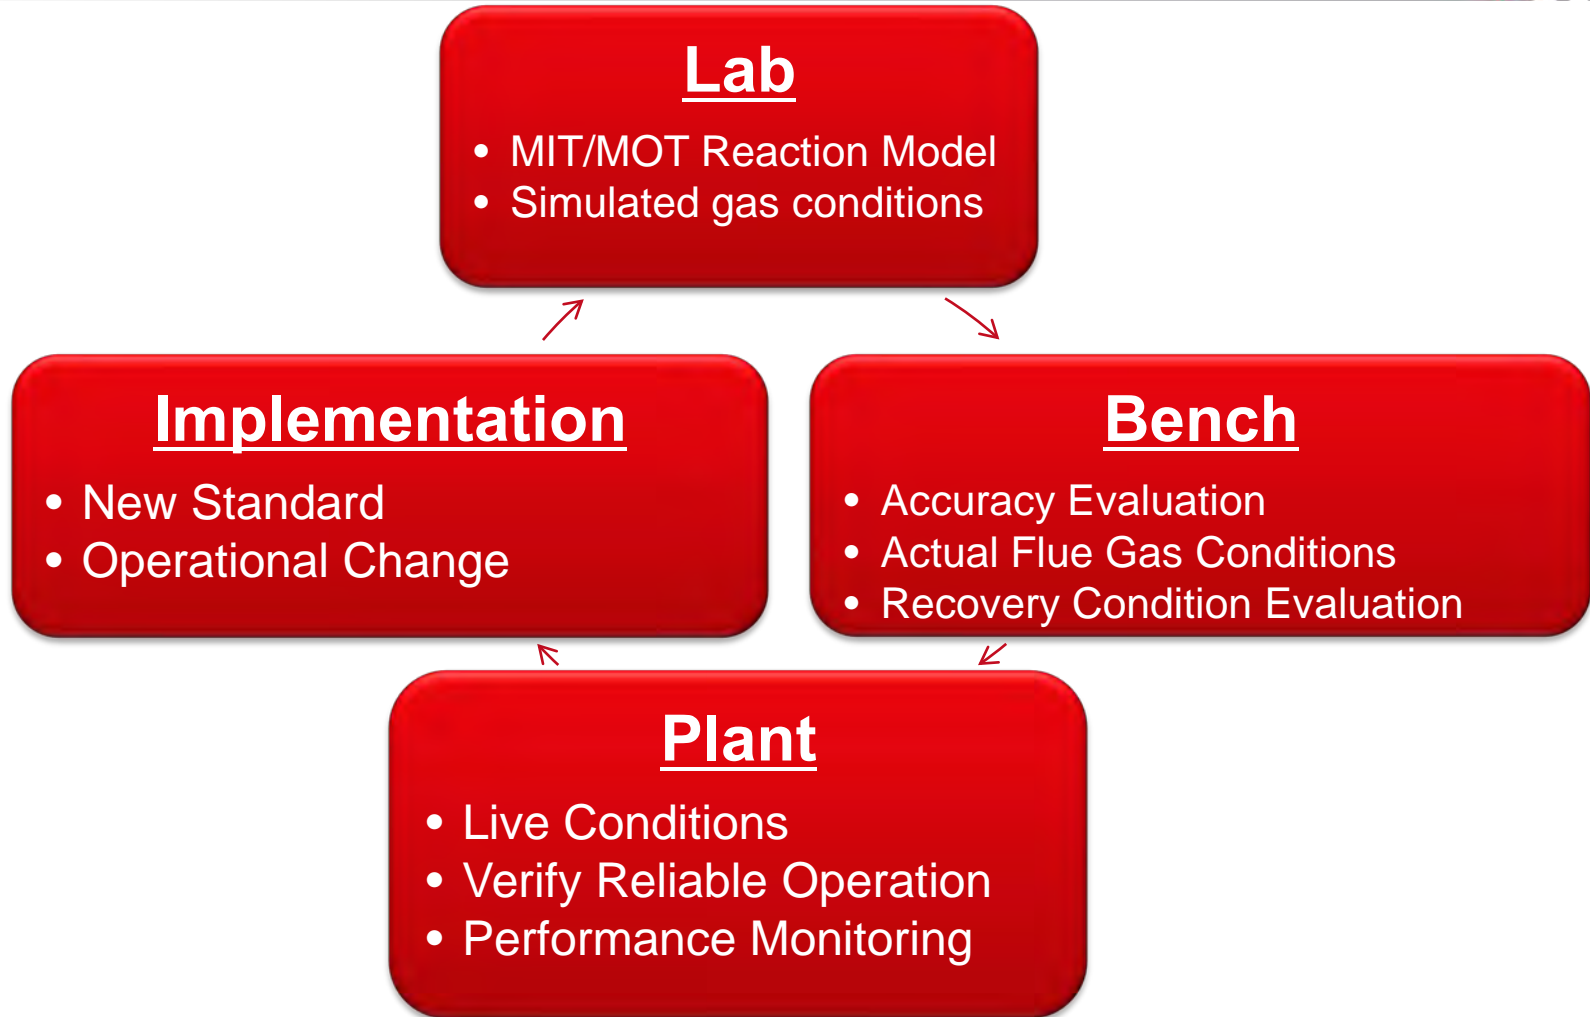 Lab
• MIT/MOT Reaction Model
• Simulated gas conditions
Implementation
• New Standard
• Operational Change
Bench
• Accuracy Evaluation
• Actual Flue Gas Conditions
• Recovery Condition Evaluation
Plant
• Live Conditions
• Verify Reliable Operation
• Performance Monitoring